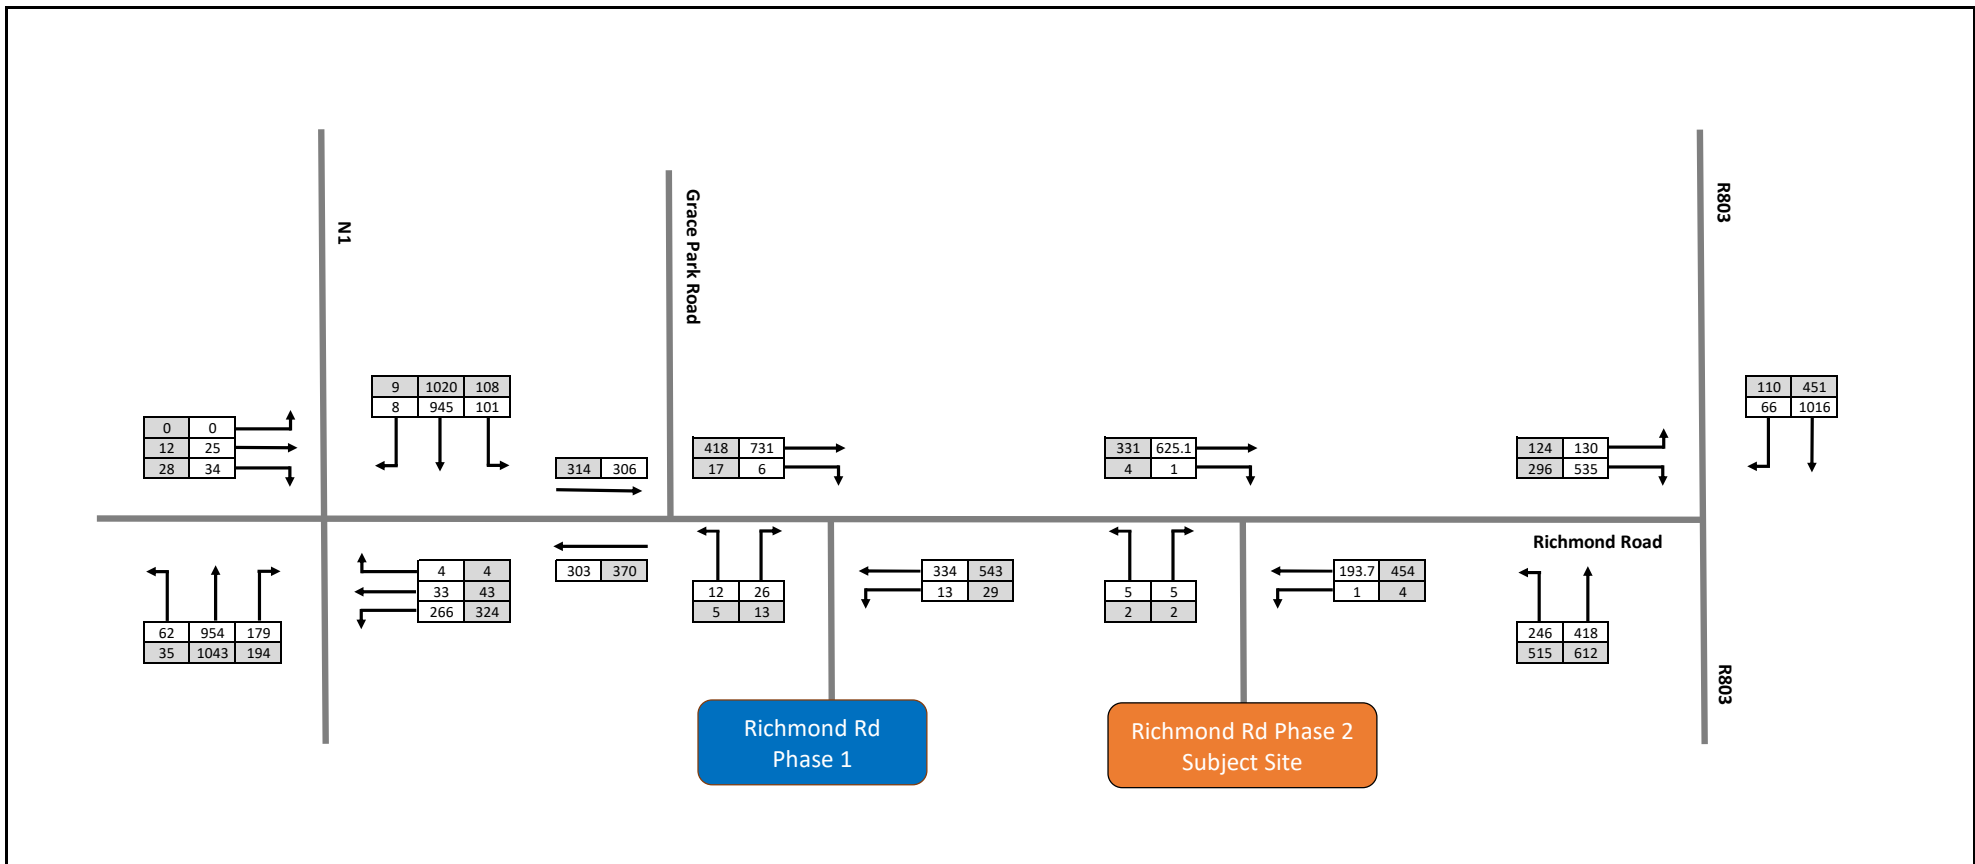 N1
Grace Park Road
R803
9 1020 108
8 945 101
110 451
66 1016
0 0
12 25
28 34
314 306
418 731
17 6
331 625.1
4 1
124 130
296 535
Richmond Road
4 4
33 43
266 324
303 370
334 543
13 29
193.7 454
1 4
12 26
5 13
5 5
2 2
62 954 179
35 1043 194
246 418
515 612
R803
Richmond Rd
Phase 1
Richmond Rd Phase 2
Subject Site